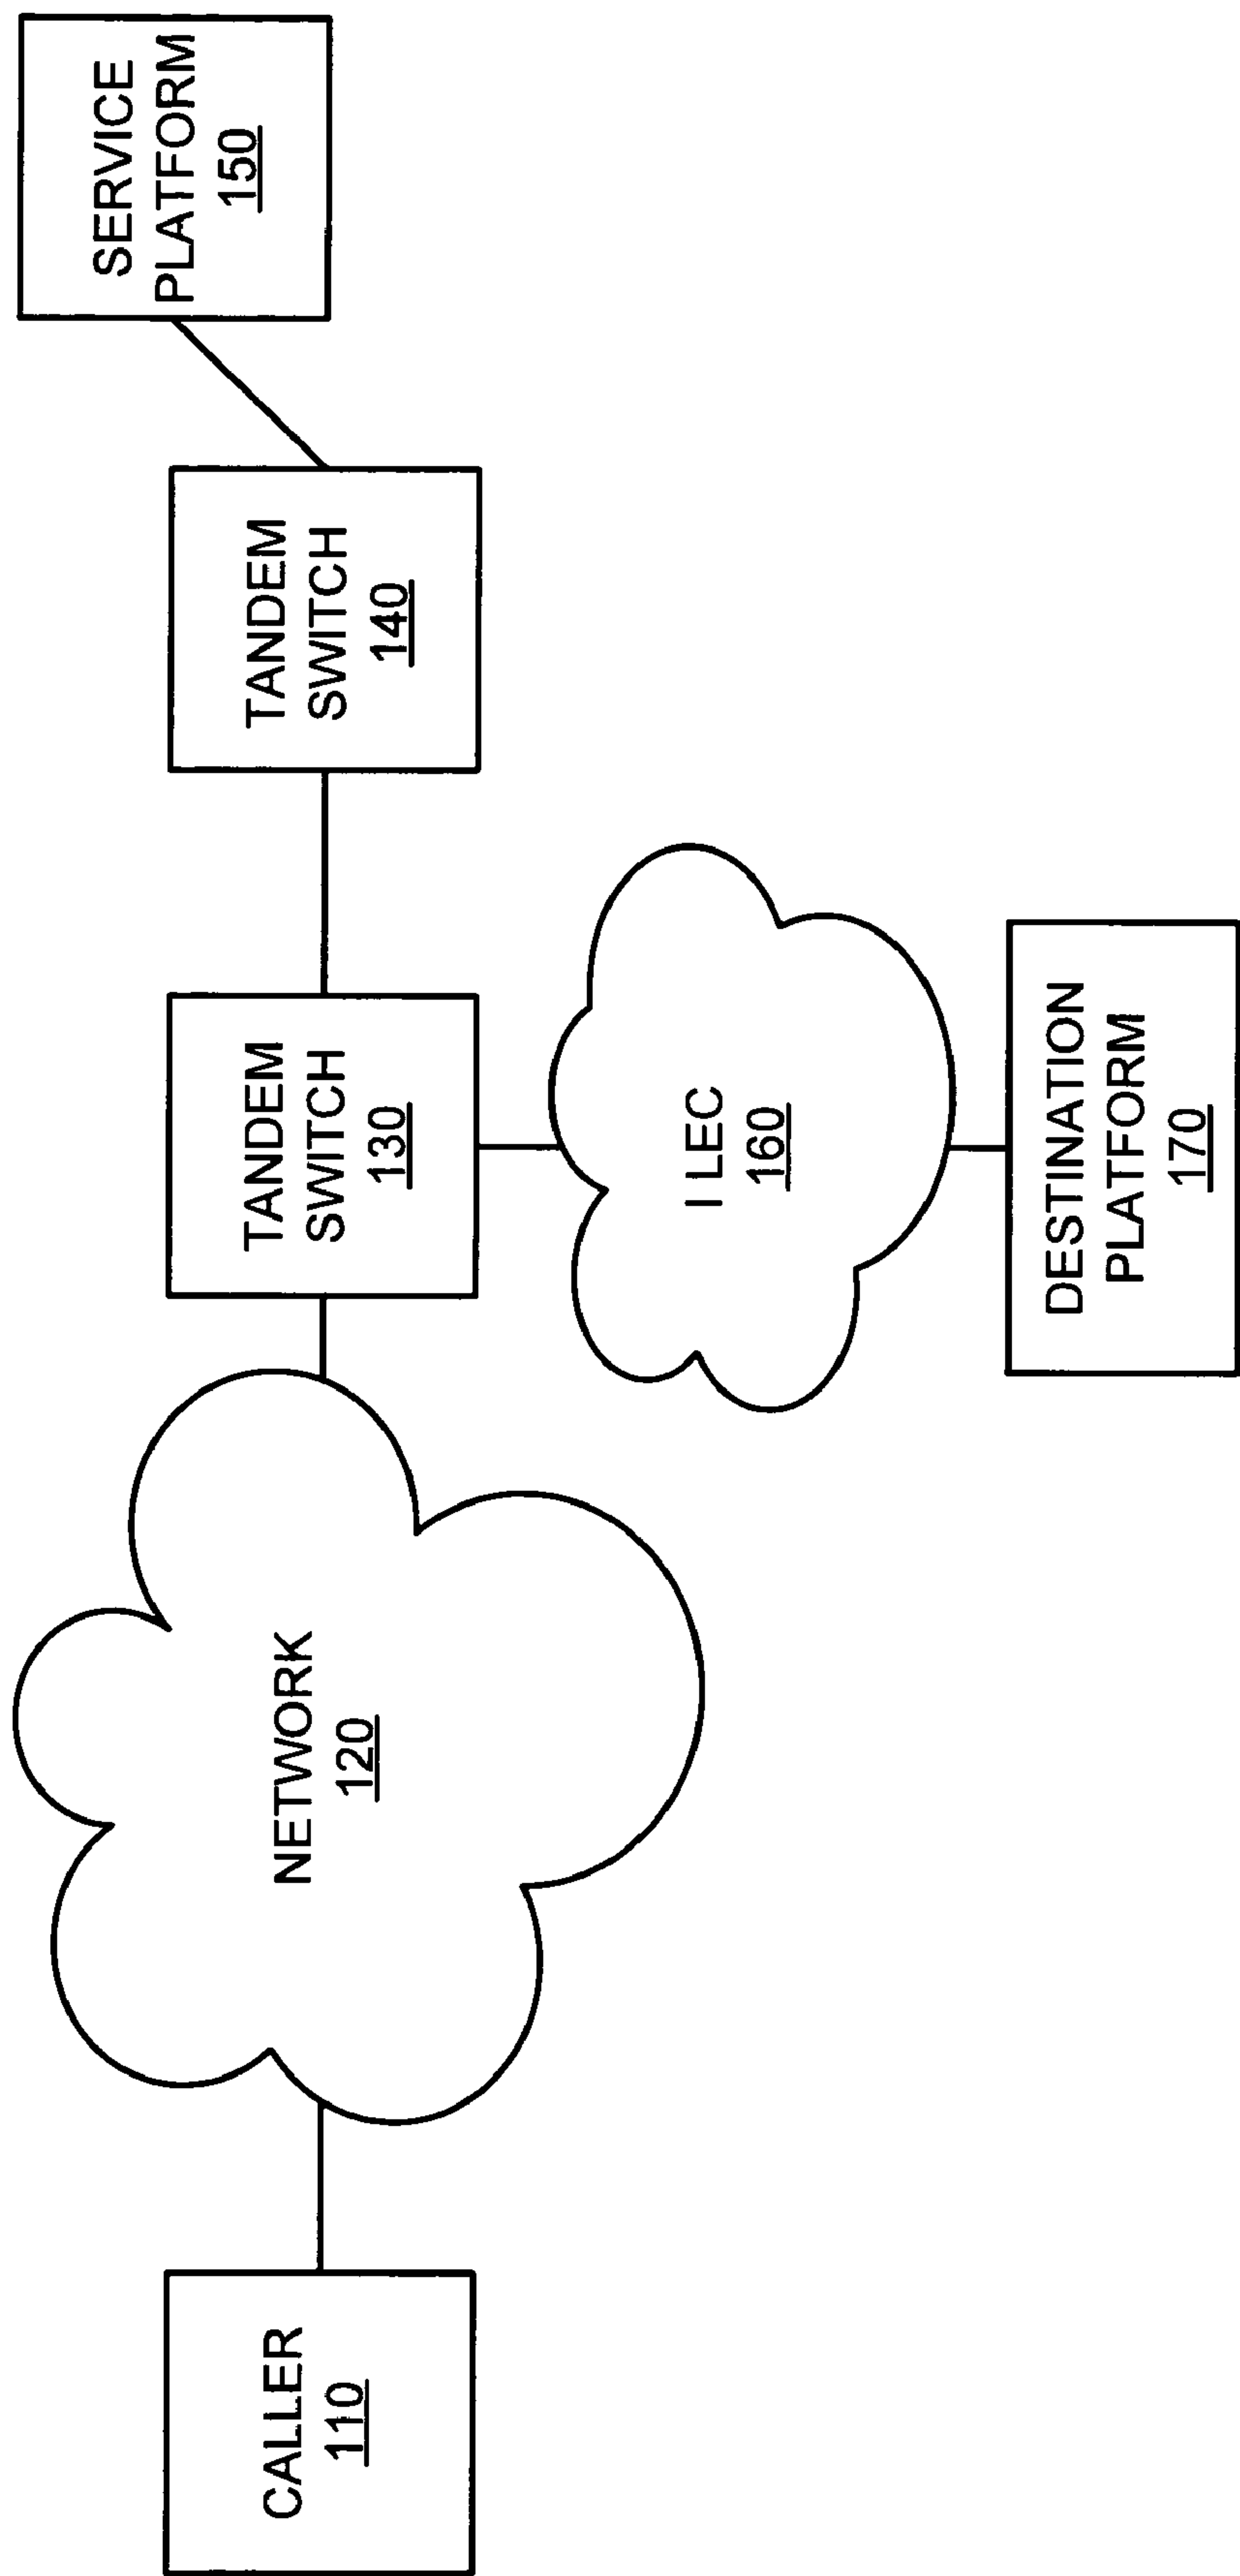 CALLER
110
NETWORK
120
TANDEM
SWITCH
130
TANDEM
SWITCH
140
SERVICE
PLATFORM
150
I LEC
160
DESTINATION
PLATFORM
170